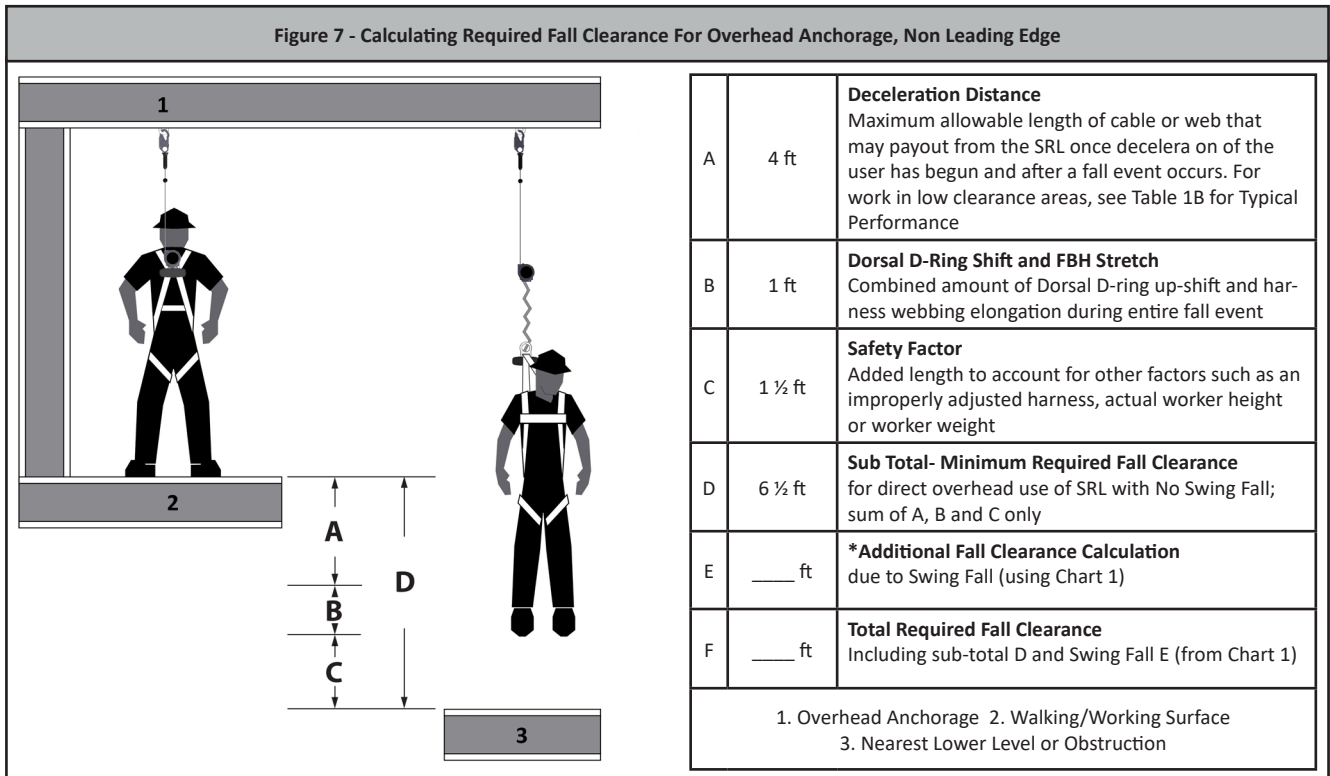 Figure 7 - Calculating Required Fall Clearance For Overhead Anchorage, Non Leading Edge
1
2
A
B
C
D
3
A
4 ft
Deceleration Distance
Maximum allowable length of cable or web that
may payout from the SRL once decelera on of the
user has begun and after a fall event occurs. For
work in low clearance areas, see Table 1B for Typical
Performance
B
1 ft
Dorsal D-Ring Shift and FBH Stretch
Combined amount of Dorsal D-ring up-shift and har-
ness webbing elongation during entire fall event
C
1 ½ ft
Safety Factor
Added length to account for other factors such as an
improperly adjusted harness, actual worker height
or worker weight
D
6 ½ ft
Sub Total- Minimum Required Fall Clearance
for direct overhead use of SRL with No Swing Fall;
sum of A, B and C only
E
____ ft
*Additional Fall Clearance Calculation
due to Swing Fall (using Chart 1)
F
____ ft
Total Required Fall Clearance
Including sub-total D and Swing Fall E (from Chart 1)
1. Overhead Anchorage 2. Walking/Working Surface
3. Nearest Lower Level or Obstruction